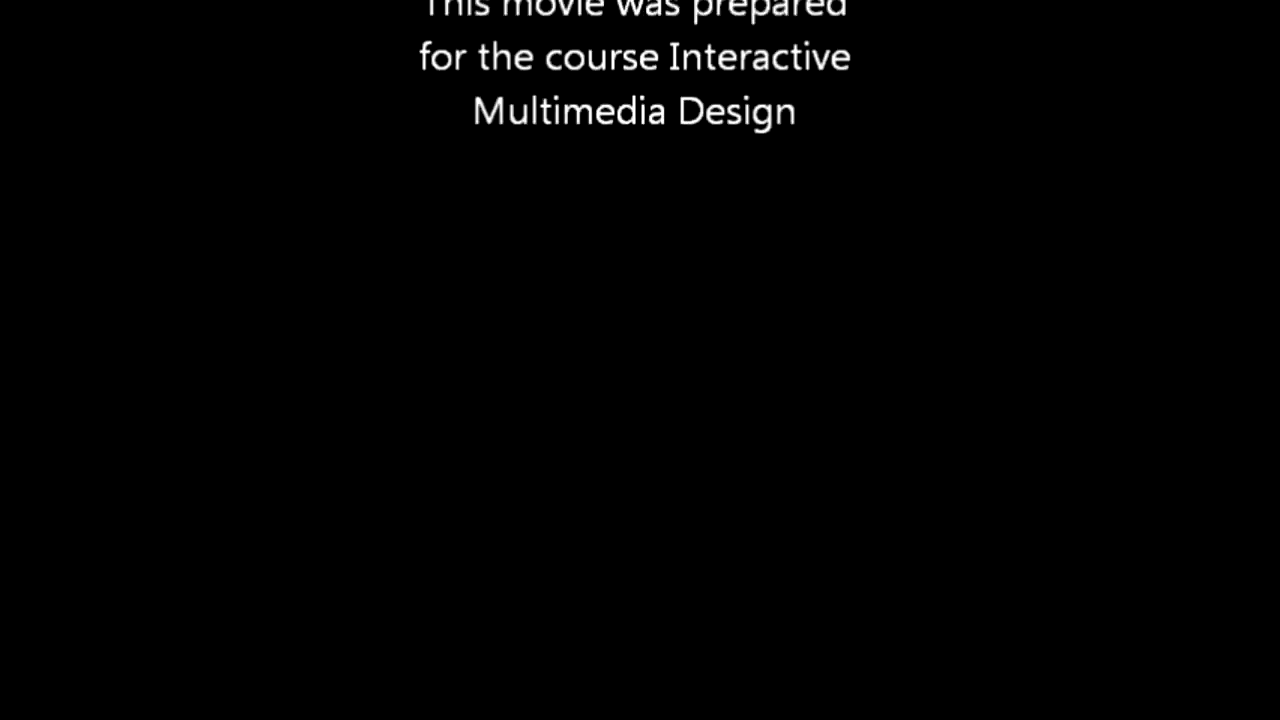 This movie was prepared
for the course Interactive
Multimedia Design